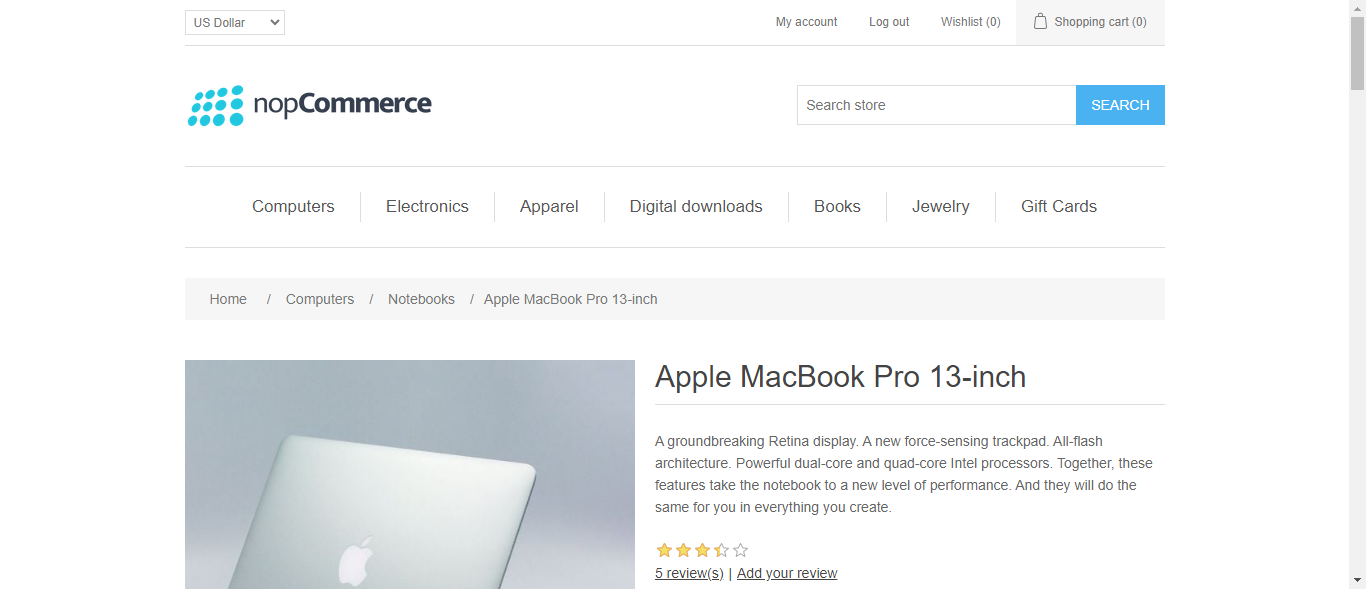 US Dollar
My account
Log out
Wishlist (0)
Shopping cart (0)
nopCommerce
Search store
SEARCH
Computers
Electronics
Apparel
Digital downloads
Books
Jewelry
Gift Cards
Home / Computers / Notebooks / Apple MacBook Pro 13-inch
Apple MacBook Pro 13-inch
A groundbreaking Retina display. A new force-sensing trackpad. All-flash
architecture. Powerful dual-core and quad-core Intel processors. Together, these
features take the notebook to a new level of performance. And they will do the
same for you in everything you create.
5 review(s) | Add your review